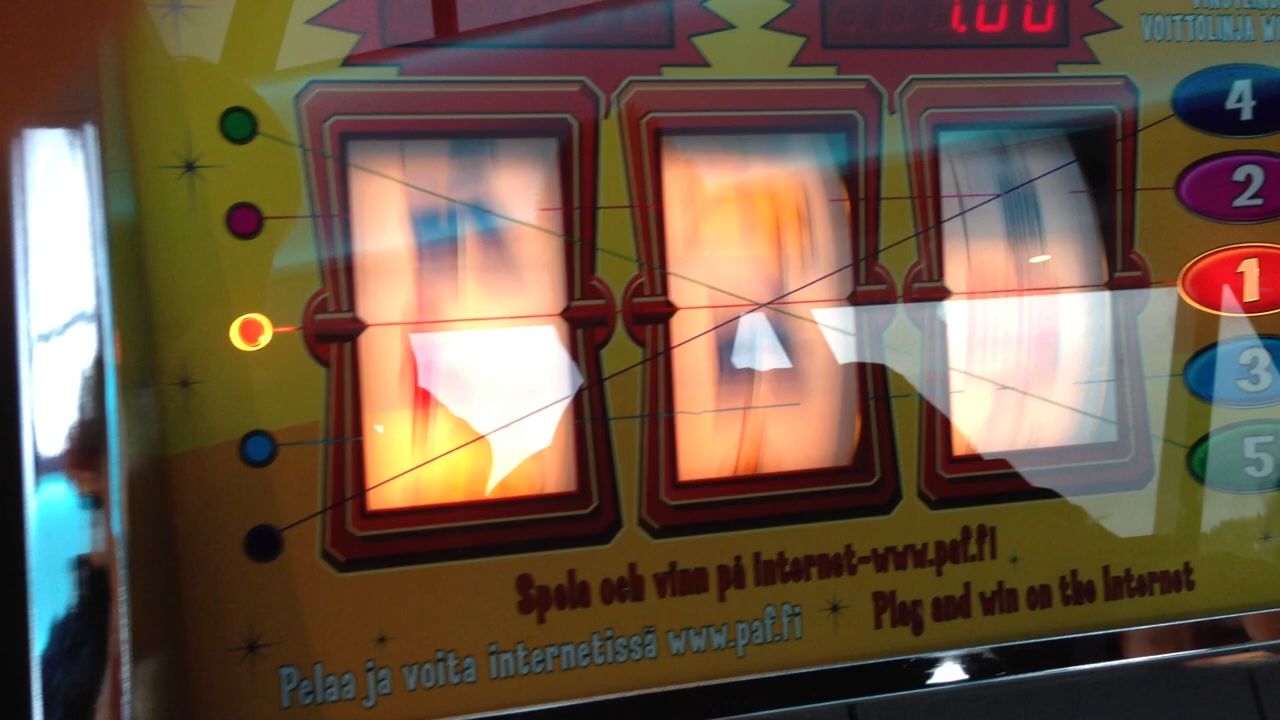 1.00
VOITTOLINJA
4
2
1
3
5
Spela och vinn på Internet-www.paf.fi
Play and win on the Internet
Pelaa ja voita internetissä www.paf.fi